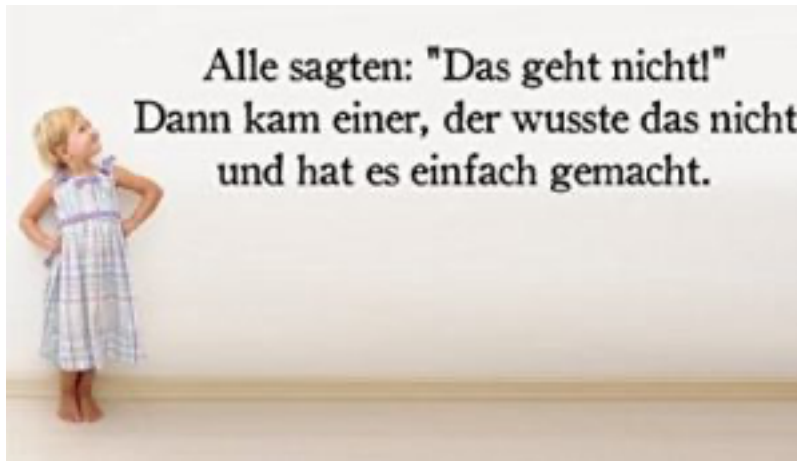 Alle sagten: "Das geht nicht!"
Dann kam einer, der wusste das nicht
und hat es einfach gemacht.